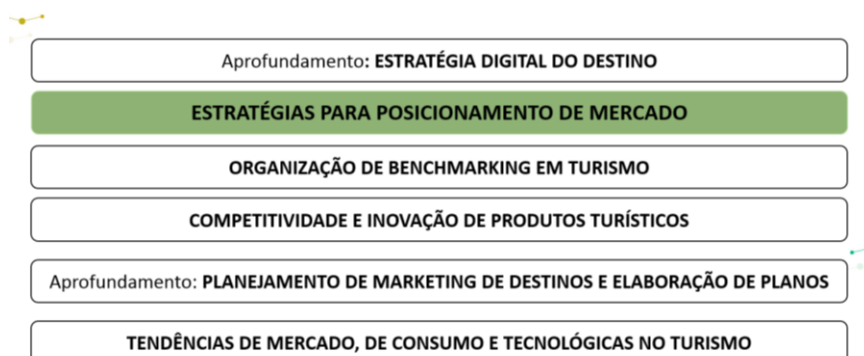 Aprofundamento: ESTRATÉGIA DIGITAL DO DESTINO
ESTRATÉGIAS PARA POSICIONAMENTO DE MERCADO
ORGANIZAÇÃO DE BENCHMARKING EM TURISMO
COMPETITIVIDADE E INOVAÇÃO DE PRODUTOS TURÍSTICOS
Aprofundamento: PLANEJAMENTO DE MARKETING DE DESTINOS E ELABORAÇÃO DE PLANOS
TENDÊNCIAS DE MERCADO, DE CONSUMO E TECNOLÓGICAS NO TURISMO